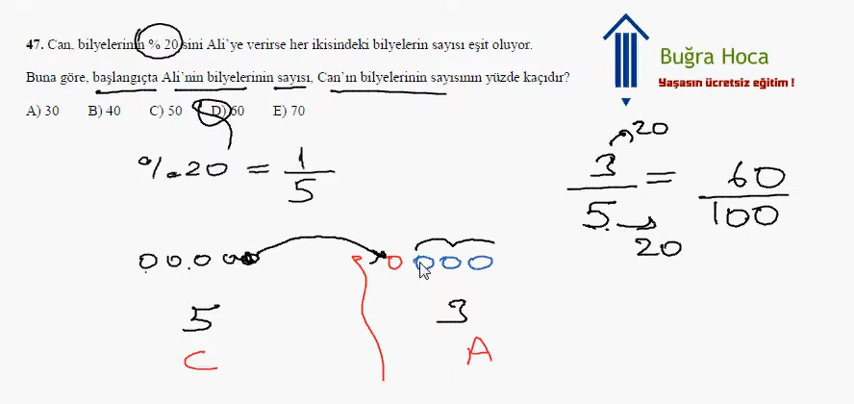 47. Can, bilyelerinin % 20 sini Ali'ye verirse her ikisindeki bilyelerin sayısı eşit oluyor.
Buna göre, başlangıçta Ali'nin bilyelerinin sayısı, Can'ın bilyelerinin sayısının yüzde kaçıdır?
A) 30 B) 40 C) 50 D) 60 E) 70
Buğra Hoca
Yaşasın ücretsiz eğitim !
%20 = 1/5
20
3/5 = 60/100
20
5 3
C A